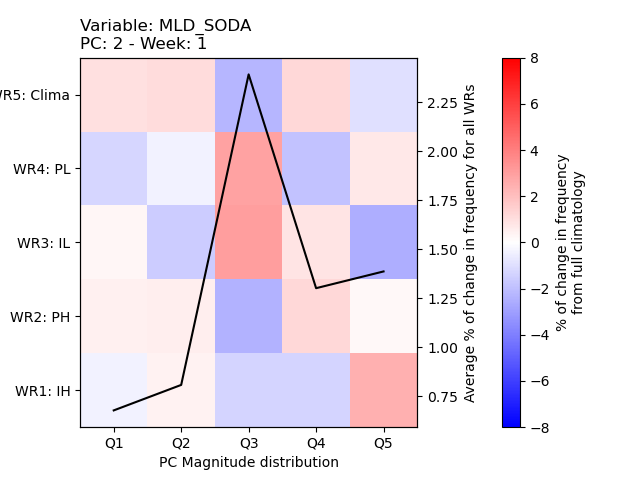 Variable: MLD_SODA
PC: 2 - Week: 1
WR5: Clima
WR4: PL
WR3: IL
WR2: PH
WR1: IH
Q1 Q2 Q3 Q4 Q5
PC Magnitude distribution
2.25
2.00
1.75
1.50
1.25
1.00
0.75
Average % of change in frequency for all WRs
8
6
4
2
0
−2
−4
−6
−8
% of change in frequency
from full climatology